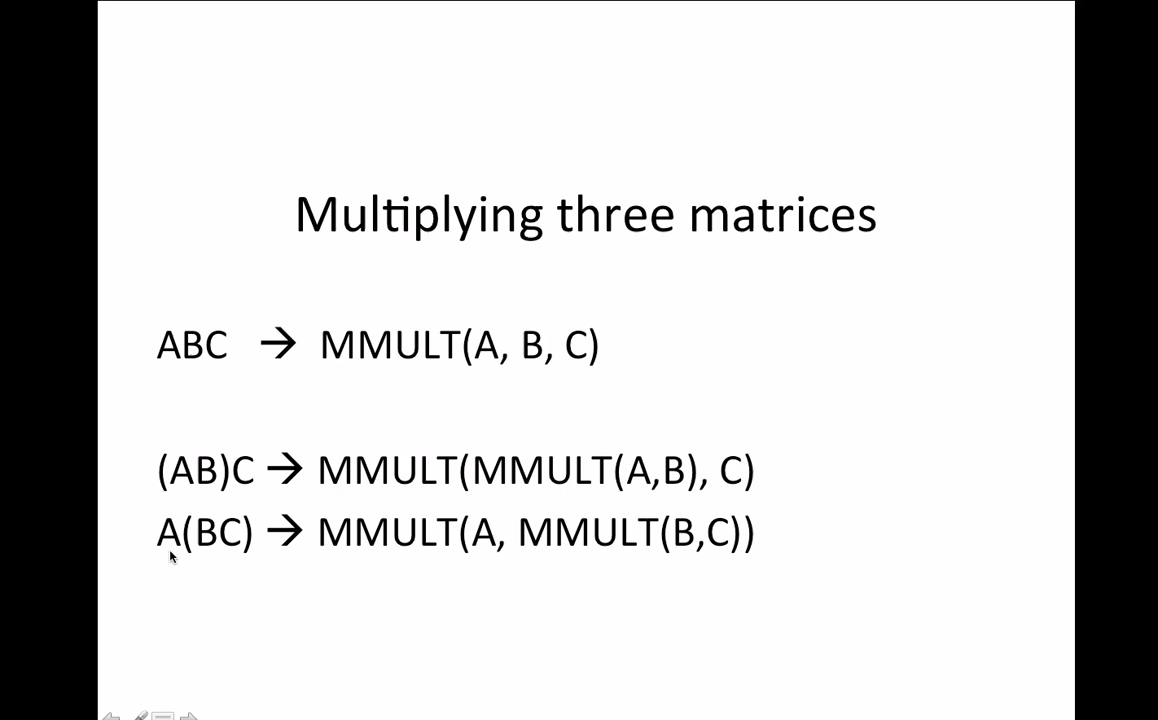 Multiplying three matrices
ABC → MMULT(A, B, C)
(AB)C → MMULT(MMULT(A,B), C)
A(BC) → MMULT(A, MMULT(B,C))